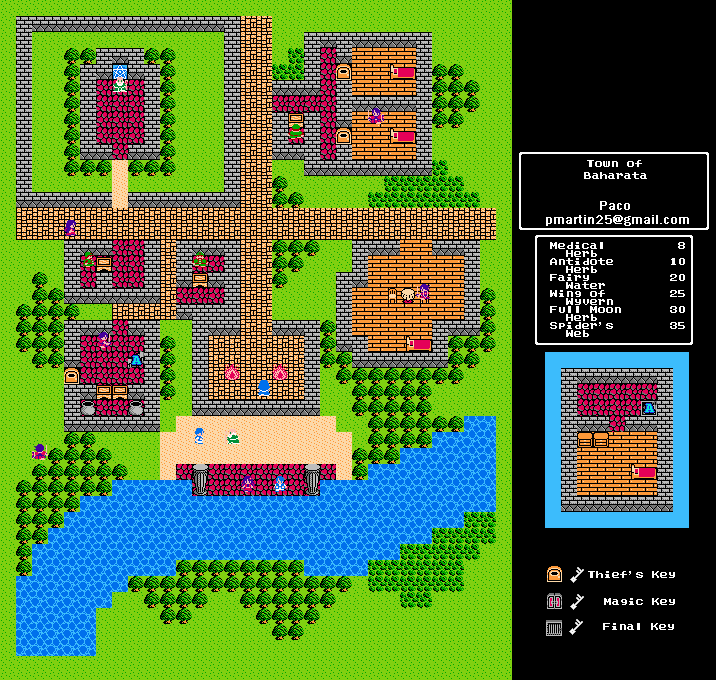 Town of
Baharata
Paco
pmartin25@gmail.com
Medical 8
Herb
Antidote 10
Herb
Fairy 20
Water
Wing of 25
Wyvern
Full Moon 30
Herb
Spider's 35
Web
Thief's Key
Magic Key
Final Key